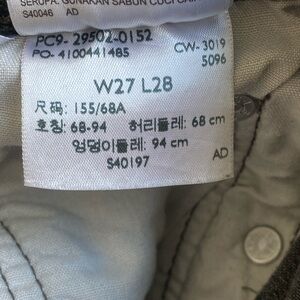 SERUPA. GUNAKAN SABUN CUCI
S40046 AD
PC9- 29502-0152
PO- 4100441485
CW-3019
5096
W27 L28
尺码: 155/68A
호칭: 68-94 허리둘레: 68 cm
엉덩이둘레: 94 cm
S40197
AD